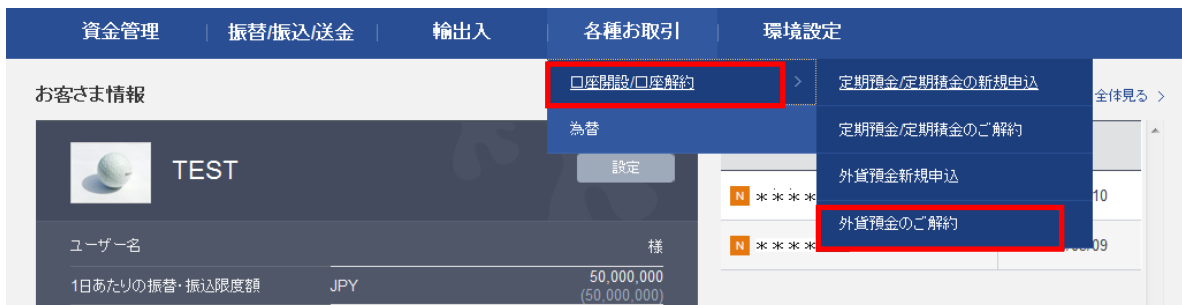 資金管理 振替/振込/送金 輸出入 各種お取引 環境設定
お客さま情報
口座開設/口座解約 >
為替
定期預金/定期積金の新規申込
定期預金/定期積金のご解約
外貨預金新規申込
外貨預金のご解約
全体見る >
TEST
設定
N ＊＊＊＊ 10
N ＊＊＊＊ /09
ユーザー名 様
1日あたりの振替・振込限度額 JPY 50,000,000
(50,000,000)